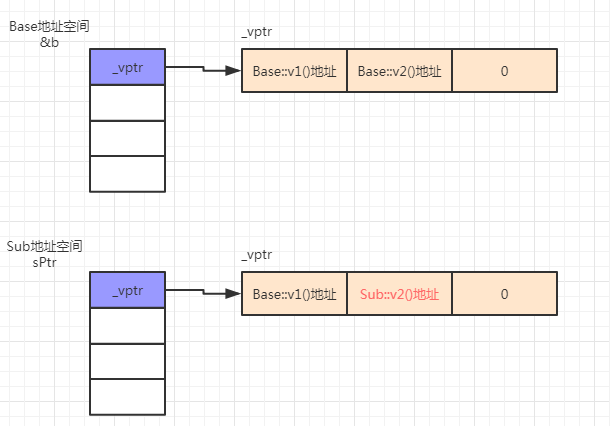 Base地址空间
&b
_vptr
_vptr
Base::v1()地址
Base::v2()地址
0
Sub地址空间
sPtr
_vptr
_vptr
Base::v1()地址
Sub::v2()地址
0